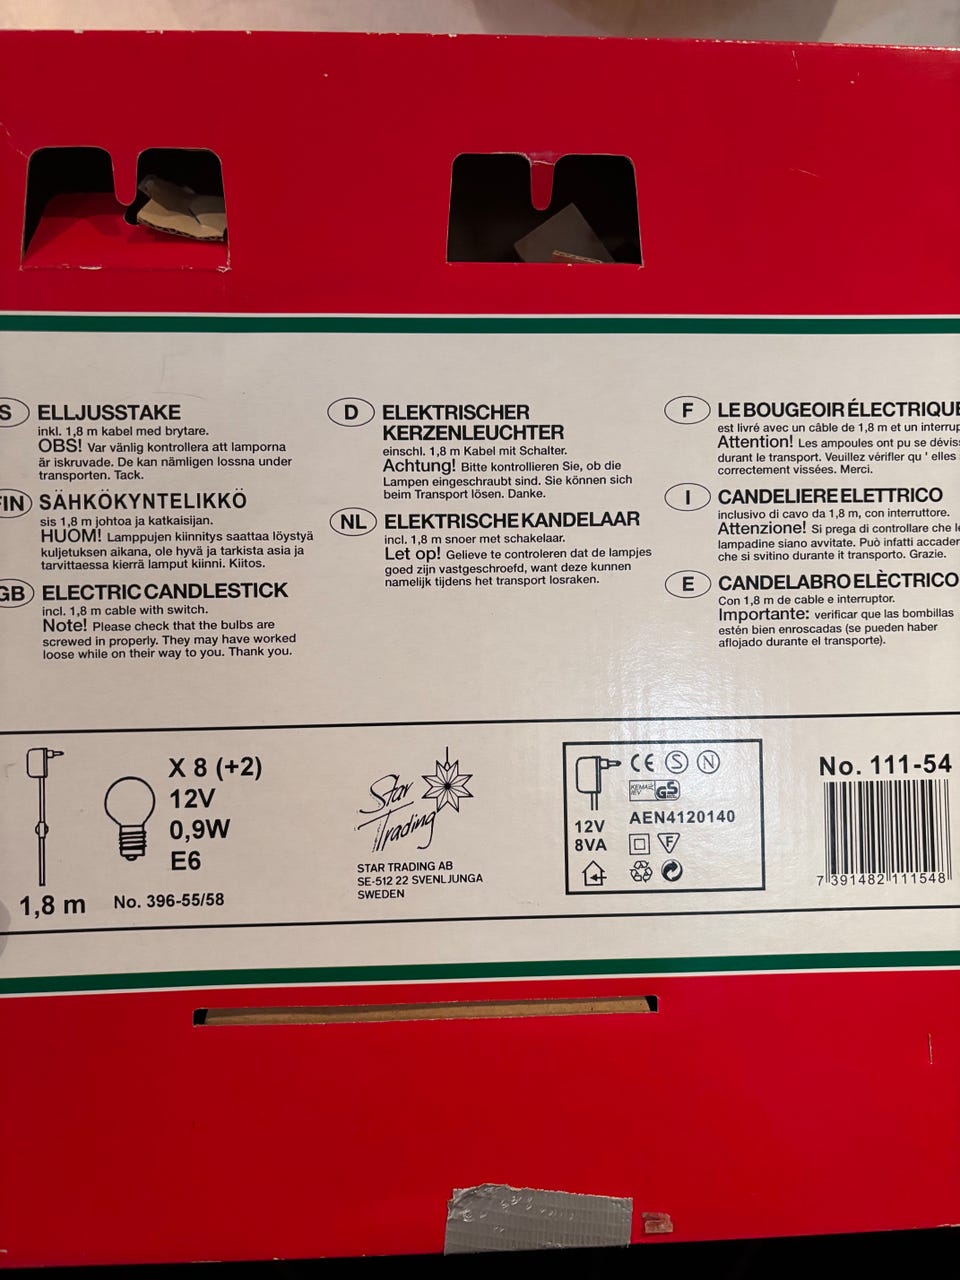 S ELLJUSSTAKE
inkl. 1,8 m kabel med brytare.
OBS! Var vänlig kontrollera att lamporna
är iskruvade. De kan nämligen lossna under
transporten. Tack.
FIN SÄHKÖKYNTELIKKÖ
sis 1,8 m johtoa ja katkaisijan.
HUOM! Lamppujen kiinnitys saattaa löystyä
kuljetuksen aikana, ole hyvä ja tarkista asia ja
tarvittaessa kierrä lamput kiinni. Kiitos.
GB ELECTRIC CANDLESTICK
incl. 1,8 m cable with switch.
Note! Please check that the bulbs are
screwed in properly. They may have worked
loose while on their way to you. Thank you.
D ELEKTRISCHER
KERZENLEUCHTER
einschl. 1,8 m Kabel mit Schalter.
Achtung! Bitte kontrollieren Sie, ob die
Lampen eingeschraubt sind. Sie können sich
beim Transport lösen. Danke.
NL ELEKTRISCHE KANDELAAR
incl. 1,8 m snoer met schakelaar.
Let op! Gelieve te controleren dat de lampjes
goed zijn vastgeschroefd, want deze kunnen
namelijk tijdens het transport losraken.
F LE BOUGEOIR ÉLECTRIQUE
est livré avec un câble de 1,8 m et un interrup
Attention! Les ampoules ont pu se dévis
durant le transport. Veuillez vérifier qu ' elles
correctement vissées. Merci.
I CANDELIERE ELETTRICO
inclusivo di cavo da 1,8 m, con interruttore.
Attenzione! Si prega di controllare che le
lampadine siano avvitate. Può infatti accader
che si svitino durante it transporto. Grazie.
E CANDELABRO ELÈCTRICO
Con 1,8 m de cable e interruptor.
Importante: verificar que las bombillas
estén bien enroscadas (se pueden haber
aflojado durante el transporte).
1,8 m
X 8 (+2)
12V
0,9W
E6
No. 396-55/58
Star
Trading
STAR TRADING AB
SE-512 22 SVENLJUNGA
SWEDEN
12V
8VA
CE S N
KEMA GS
AEN4120140
F
No. 111-54
7 391482 111548